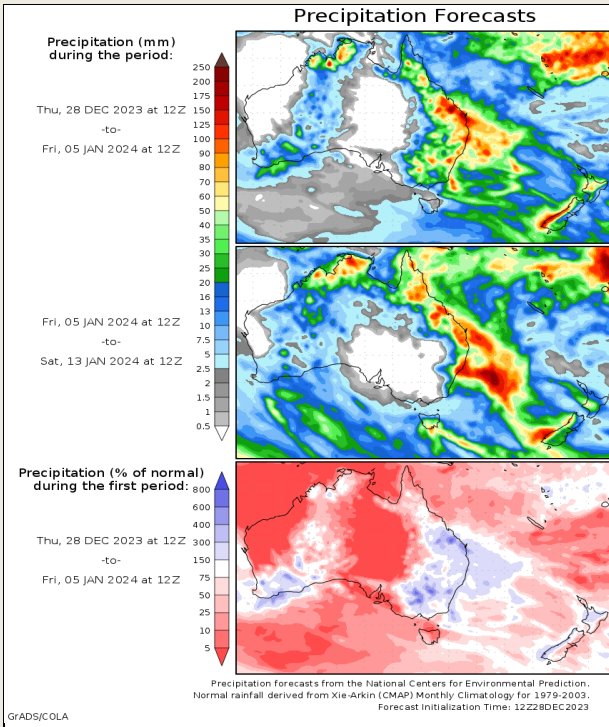 Precipitation Forecasts
Precipitation (mm)
during the period:
Thu, 28 DEC 2023 at 12Z
-to-
Fri, 05 JAN 2024 at 12Z
250
200
175
150
125
100
90
80
70
60
50
40
35
30
25
20
16
13
10
7.5
5
2.5
2
1.5
1
0.5
Fri, 05 JAN 2024 at 12Z
-to-
Sat, 13 JAN 2024 at 12Z
Precipitation (% of normal)
during the first period:
Thu, 28 DEC 2023 at 12Z
-to-
Fri, 05 JAN 2024 at 12Z
800
600
400
300
150
75
50
25
10
5
Precipitation forecasts from the National Centers for Environmental Prediction.
Normal rainfall derived from Xie-Arkin (CMAP) Monthly Climatology for 1979-2003.
Forecast Initialization Time: 12Z28DEC2023
GrADS/COLA